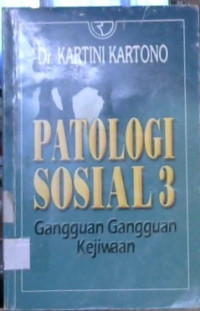 Dr. KARTINI KARTONO
PATOLOGI
SOSIAL 3
Gangguan Gangguan
Kejiwaan